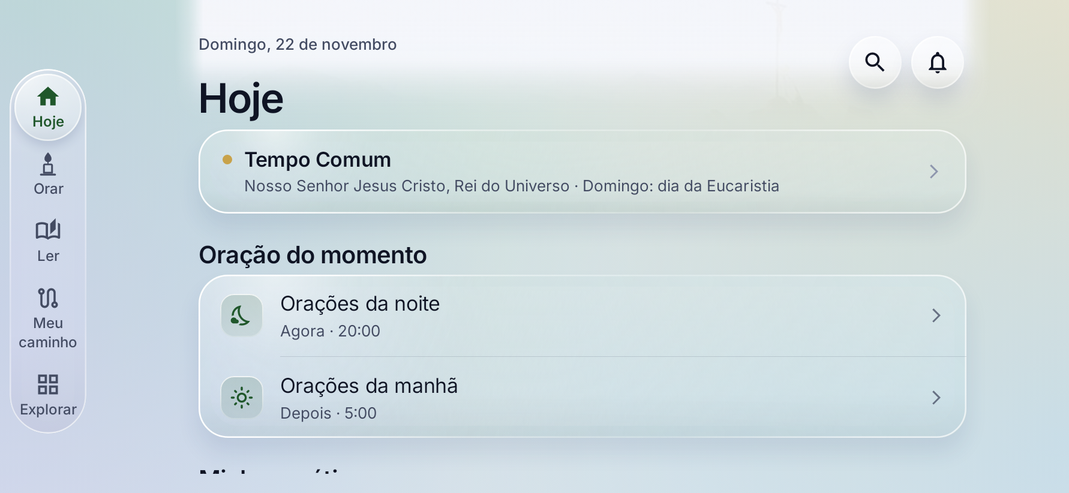 Domingo, 22 de novembro
Hoje
Hoje
Orar
Ler
Meu
caminho
Explorar
Tempo Comum
Nosso Senhor Jesus Cristo, Rei do Universo · Domingo: dia da Eucaristia
Oração do momento
Orações da noite
Agora · 20:00
Orações da manhã
Depois · 5:00